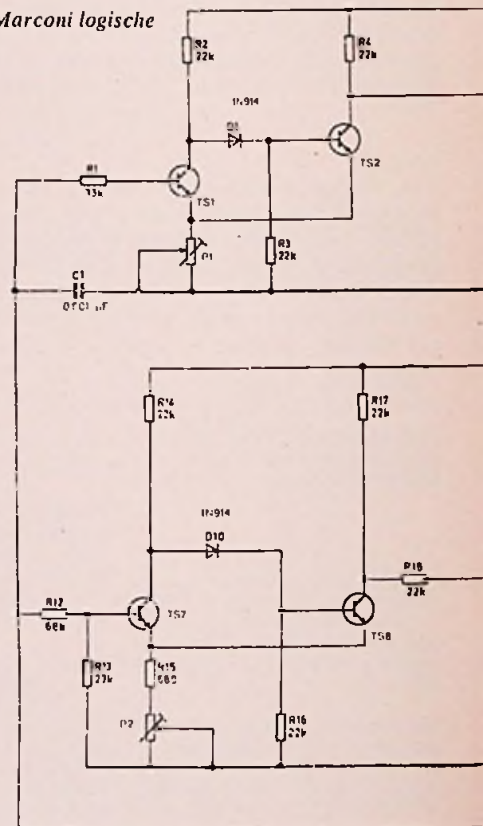 Marconi logische
R2
22k
R4
22k
1N914
D1
TS2
R1
33k
TS1
P1
R3
22k
C1
R14
22k
R17
22k
1N914
D10
R12
68k
TS7
R18
22k
TS8
R13
22k
R15
680
P2
R16
22k